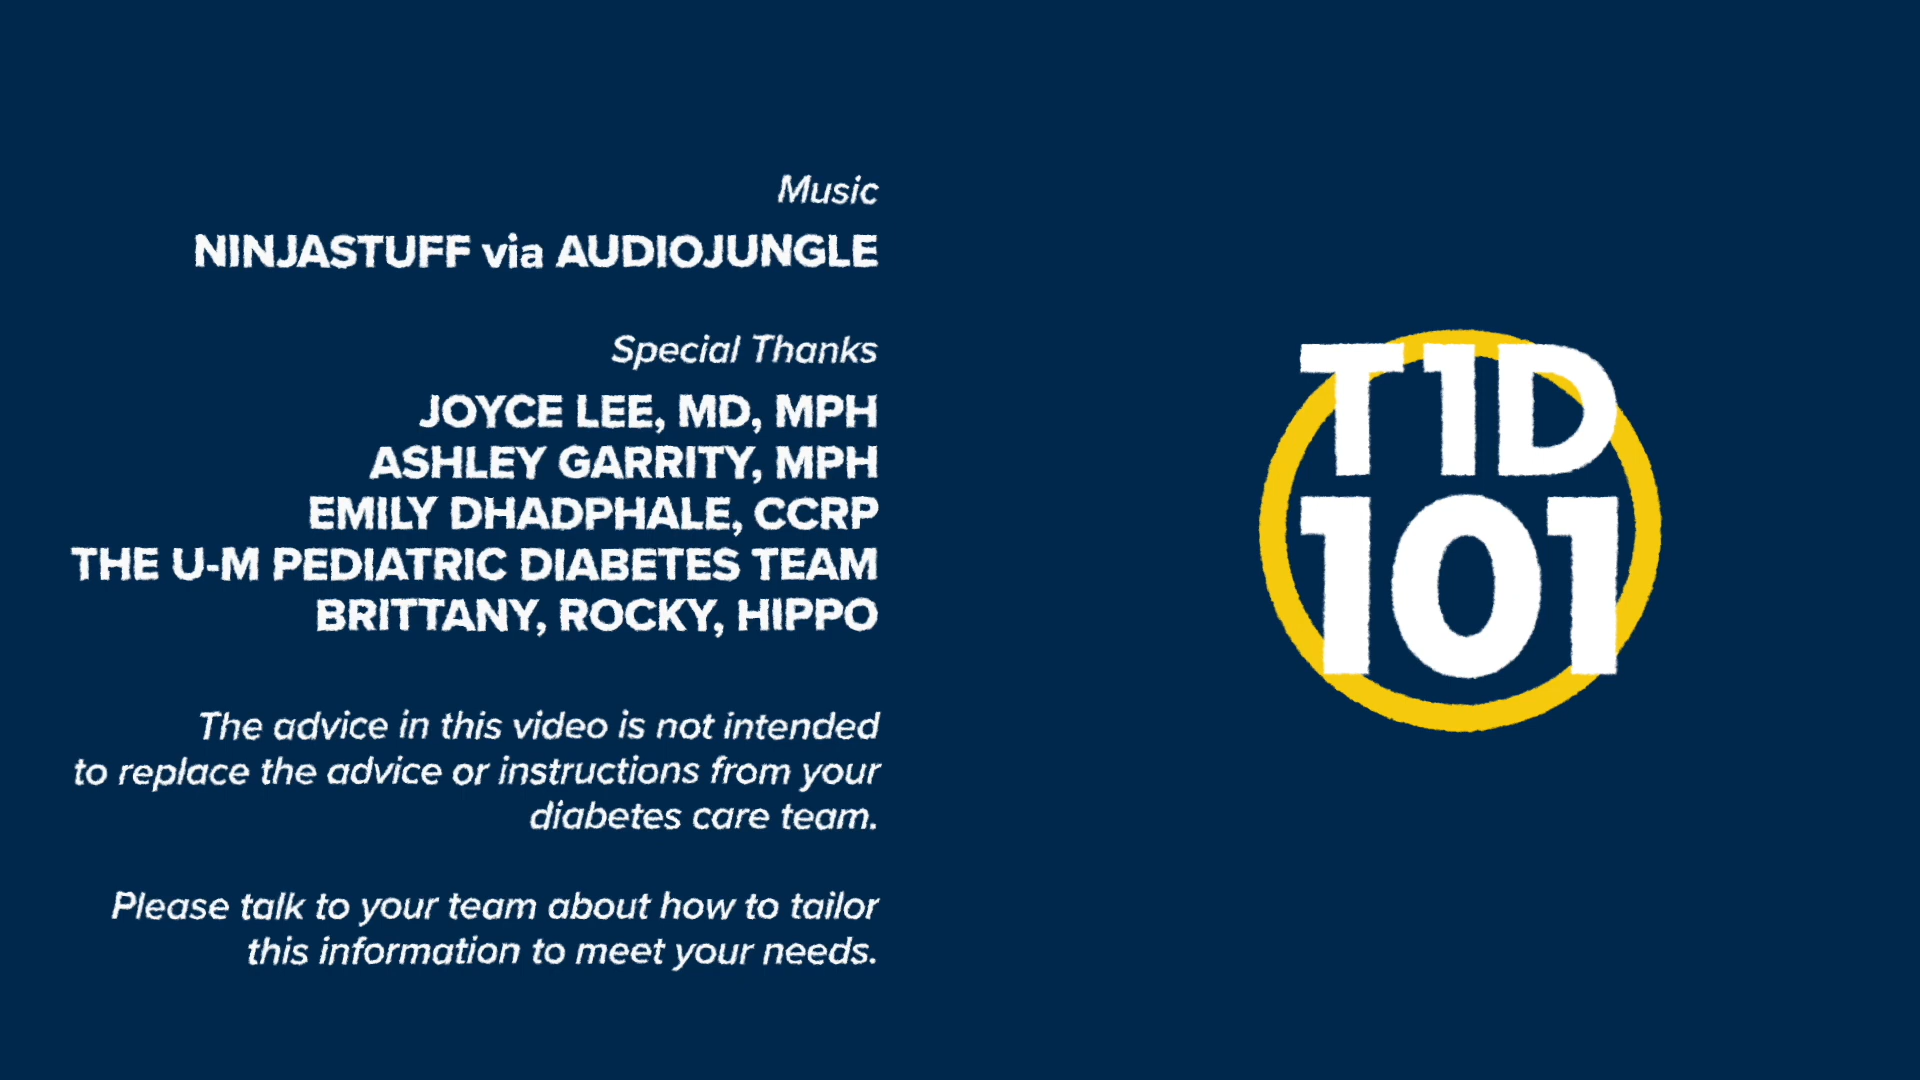 Music
NINJASTUFF via AUDIOJUNGLE
Special Thanks
JOYCE LEE, MD, MPH
ASHLEY GARRITY, MPH
EMILY DHADPHALE, CCRP
THE U-M PEDIATRIC DIABETES TEAM
BRITTANY, ROCKY, HIPPO
The advice in this video is not intended
to replace the advice or instructions from your
diabetes care team.
Please talk to your team about how to tailor
this information to meet your needs.
T1D
101